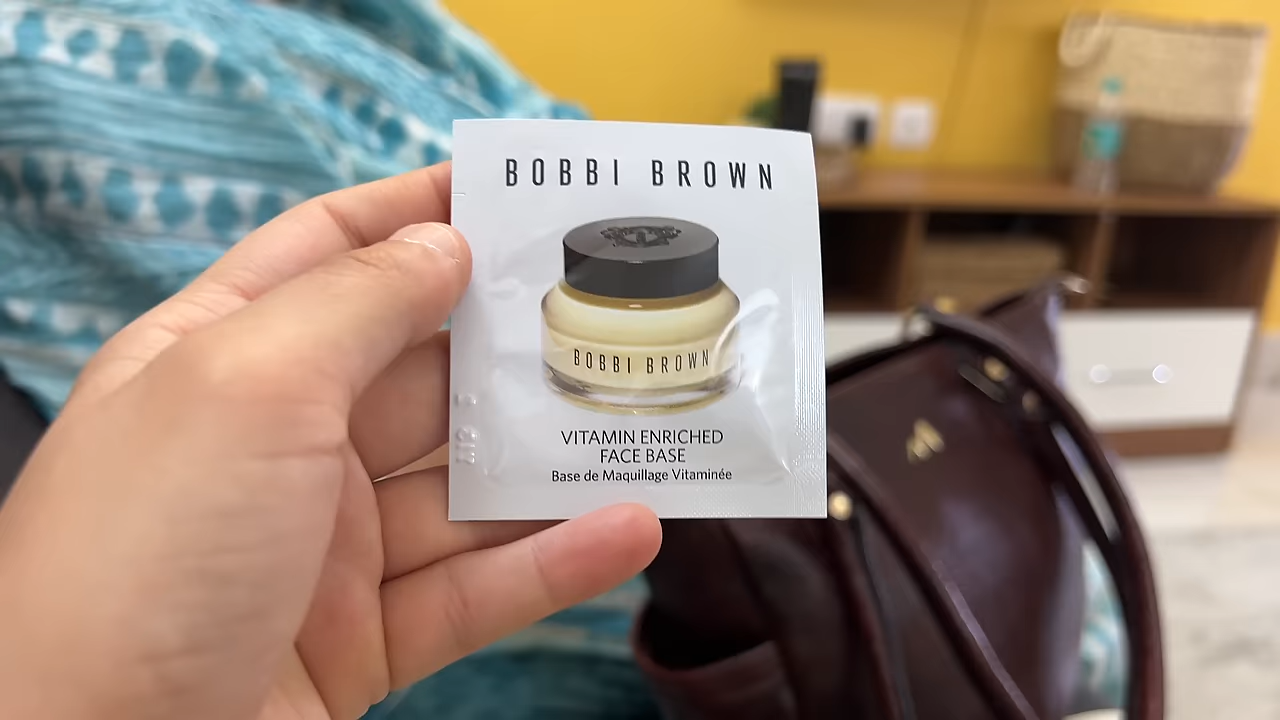 BOBBI BROWN
BOBBI BROWN
VITAMIN ENRICHED
FACE BASE
Base de Maquillage Vitaminée